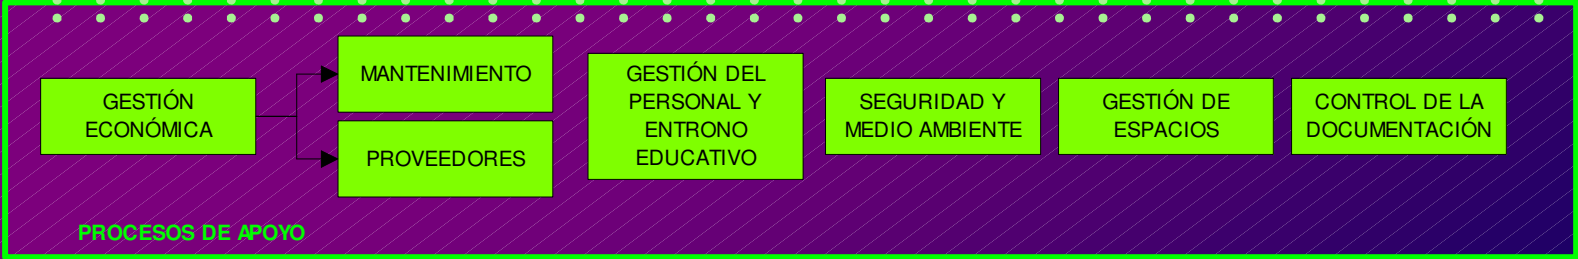 GESTIÓN
ECONÓMICA
MANTENIMIENTO
PROVEEDORES
GESTIÓN DEL
PERSONAL Y
ENTRONO
EDUCATIVO
SEGURIDAD Y
MEDIO AMBIENTE
GESTIÓN DE
ESPACIOS
CONTROL DE LA
DOCUMENTACIÓN
PROCESOS DE APOYO